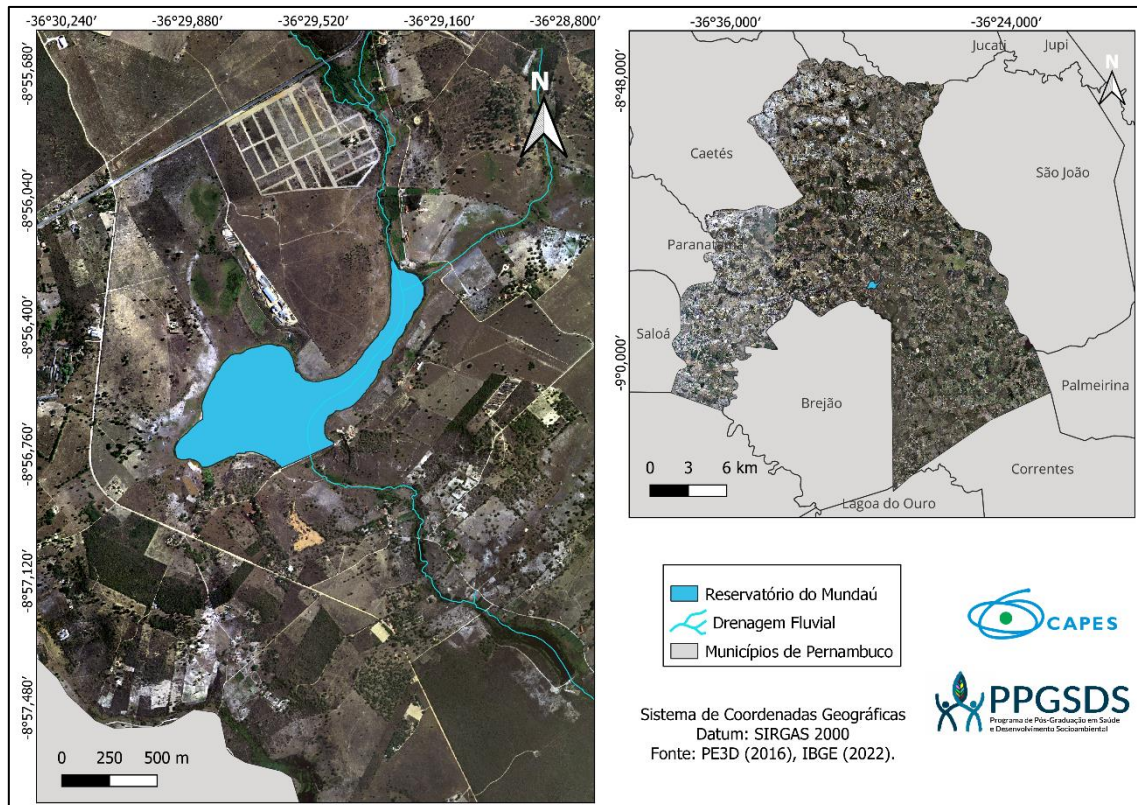 -36°30,240' -36°29,880' -36°29,520' -36°29,160' -36°28,800'
-8°55,680'
-8°56,040'
-8°56,400'
-8°56,760'
-8°57,120'
-8°57,480'
N
0 250 500 m
-36°36,000' -36°24,000'
-8°48,000'
-9°0,000'
Jucati Jupi
N
Caetés
São João
Paranatama
Saloá
Palmeirina
Brejão
Correntes
Lagoa do Ouro
0 3 6 km
Reservatório do Mundaú
Drenagem Fluvial
Municípios de Pernambuco
CAPES
PPGSDS
Programa de Pós-Graduação em Saúde
e Desenvolvimento Socioambiental
Sistema de Coordenadas Geográficas
Datum: SIRGAS 2000
Fonte: PE3D (2016), IBGE (2022).